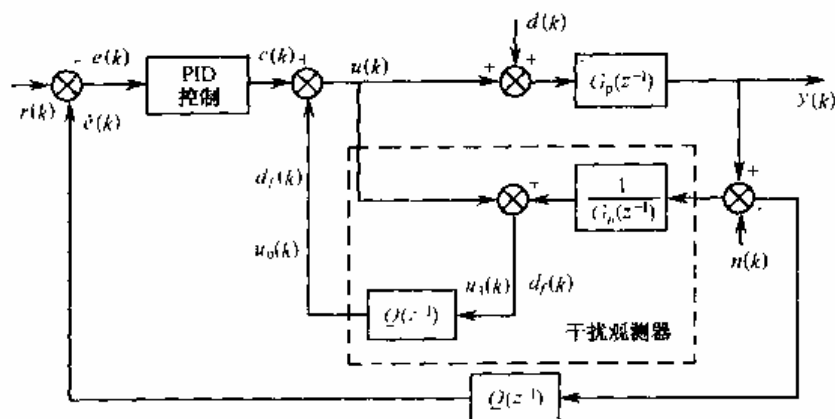 d(k)
e(k)
PID
控制
c(k)
u(k)
G_p(z⁻¹)
r(k)
y(k)
d_f(k)
1
G_n(z⁻¹)
n(k)
u_0(k)
u_1(k)
d_f(k)
Q(z⁻¹)
干扰观测器
Q(z⁻¹)